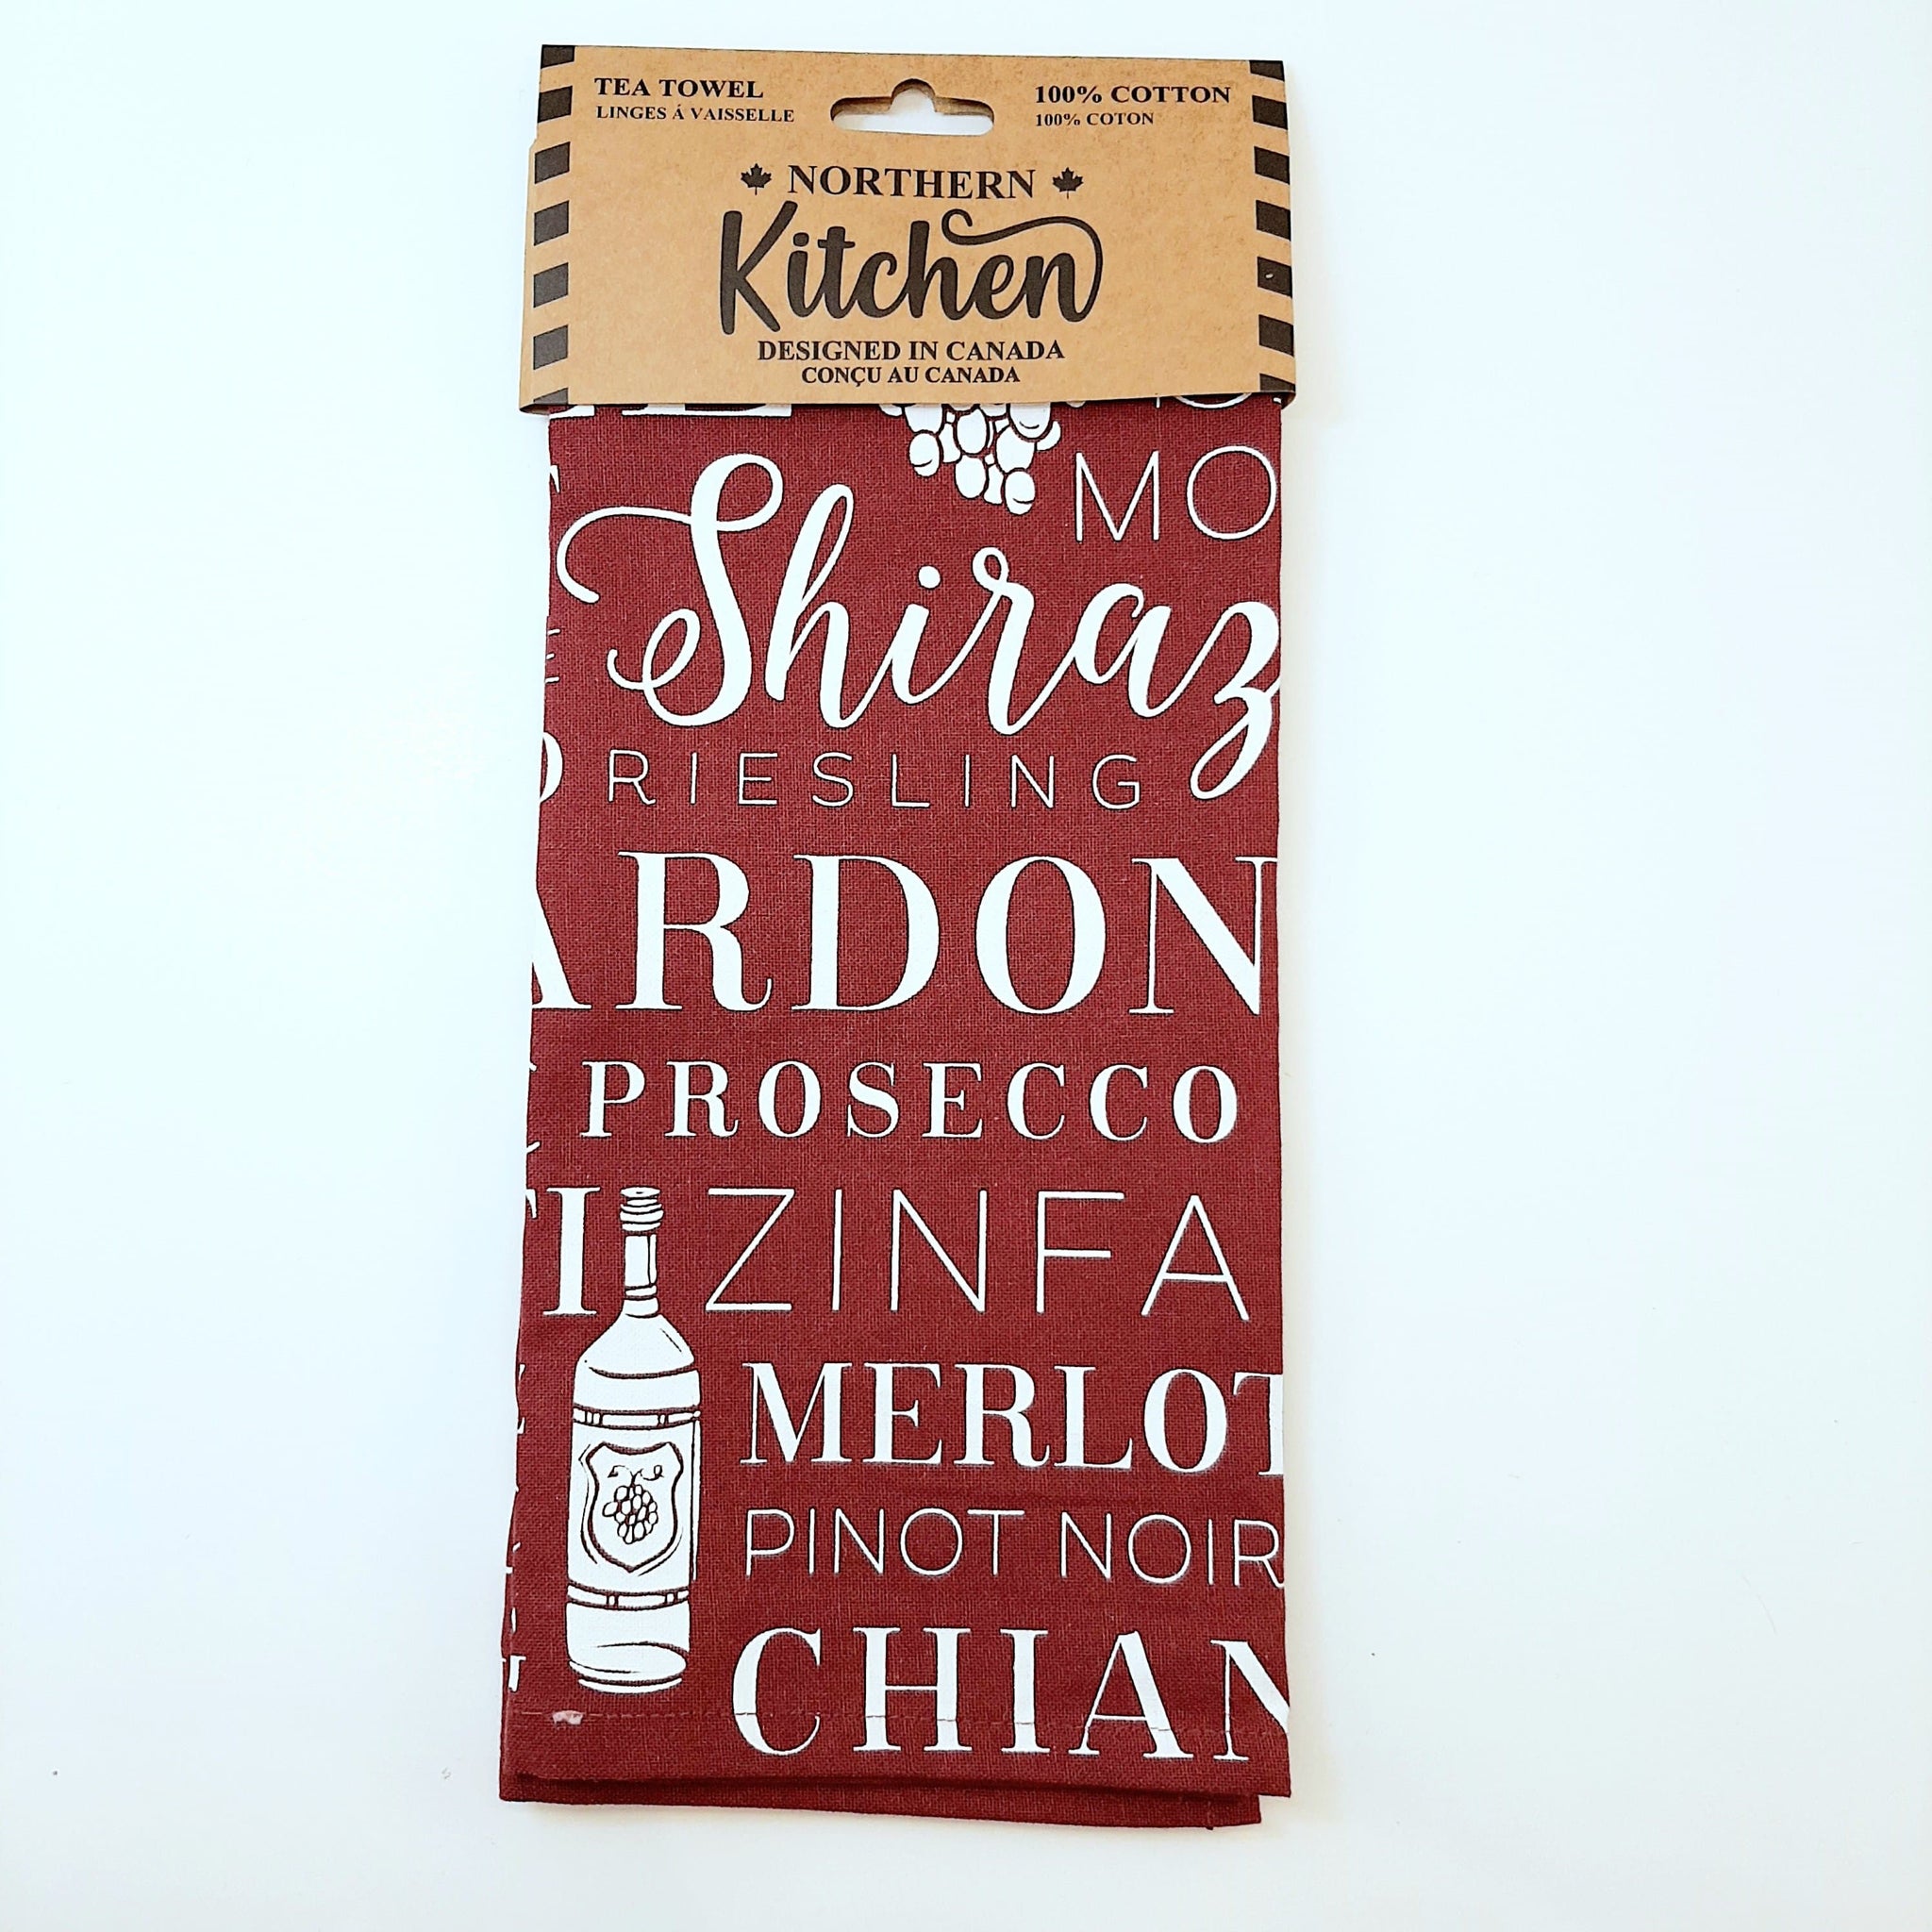 TEA TOWEL
LINGES Á VAISSELLE
100% COTTON
100% COTON
NORTHERN
Kitchen
DESIGNED IN CANADA
CONÇU AU CANADA
MO
Shiraz
RIESLING
ARDON
PROSECCO
ZINFA
MERLOT
PINOT NOIR
CHIAN